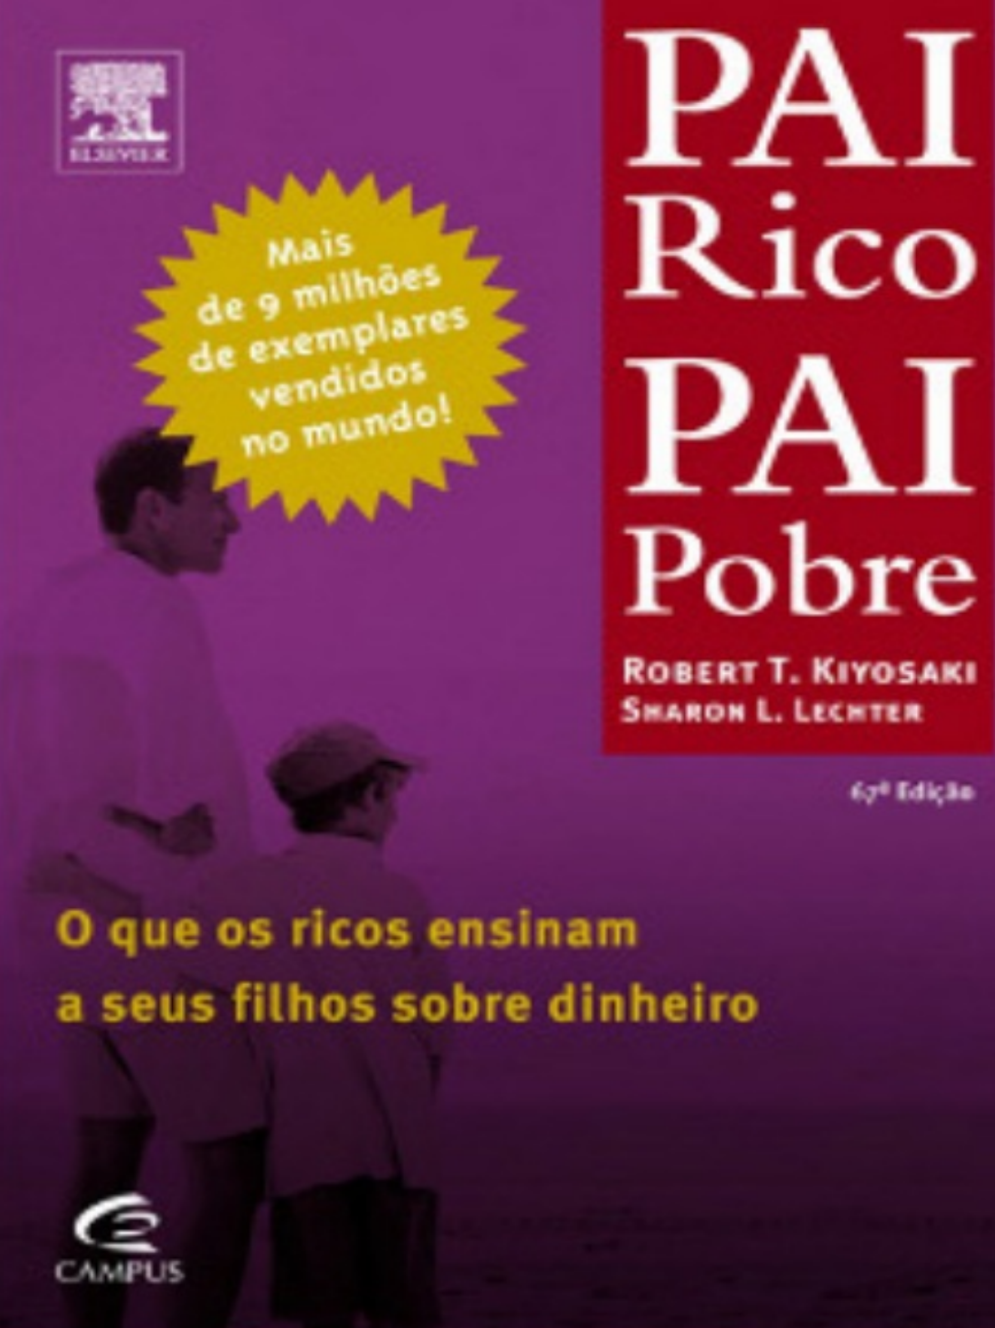 ELSEVIER
PAI
Rico
PAI
Pobre
ROBERT T. KIYOSAKI
SHARON L. LECHTER
67ª Edição
Mais
de 9 milhões
de exemplares
vendidos
no mundo!
O que os ricos ensinam
a seus filhos sobre dinheiro
CAMPUS